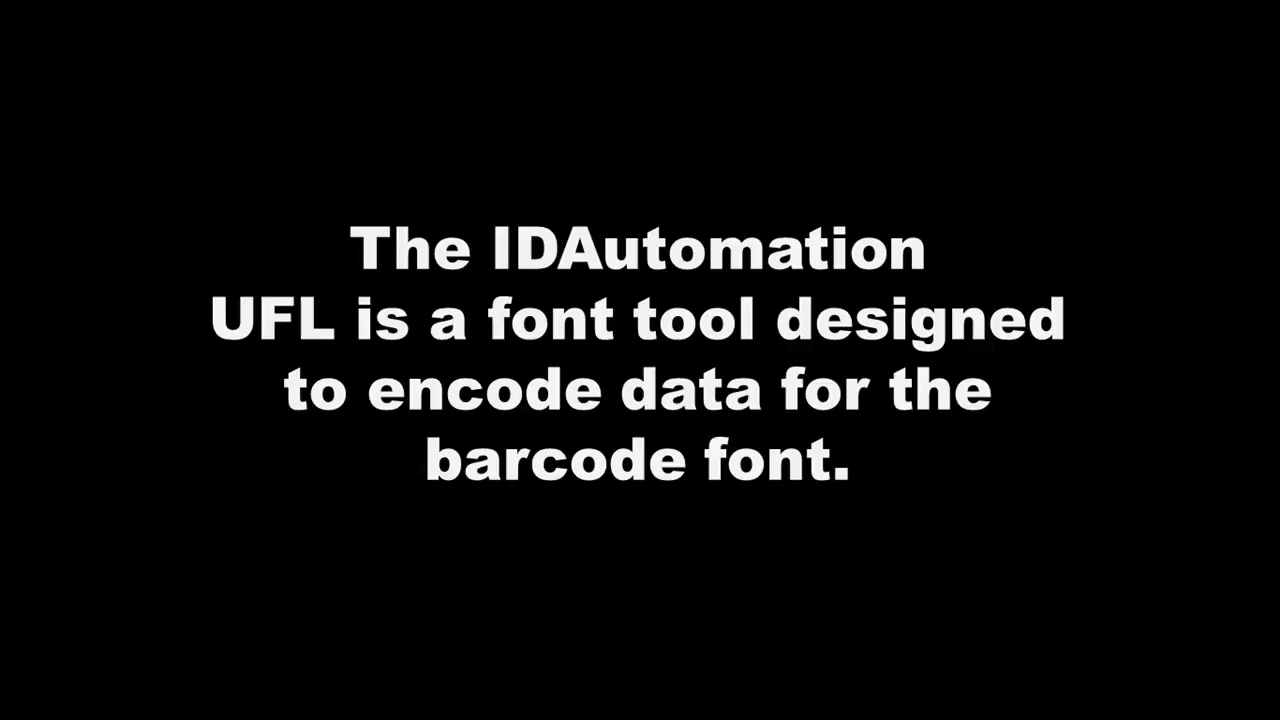 The IDAutomation
UFL is a font tool designed
to encode data for the
barcode font.